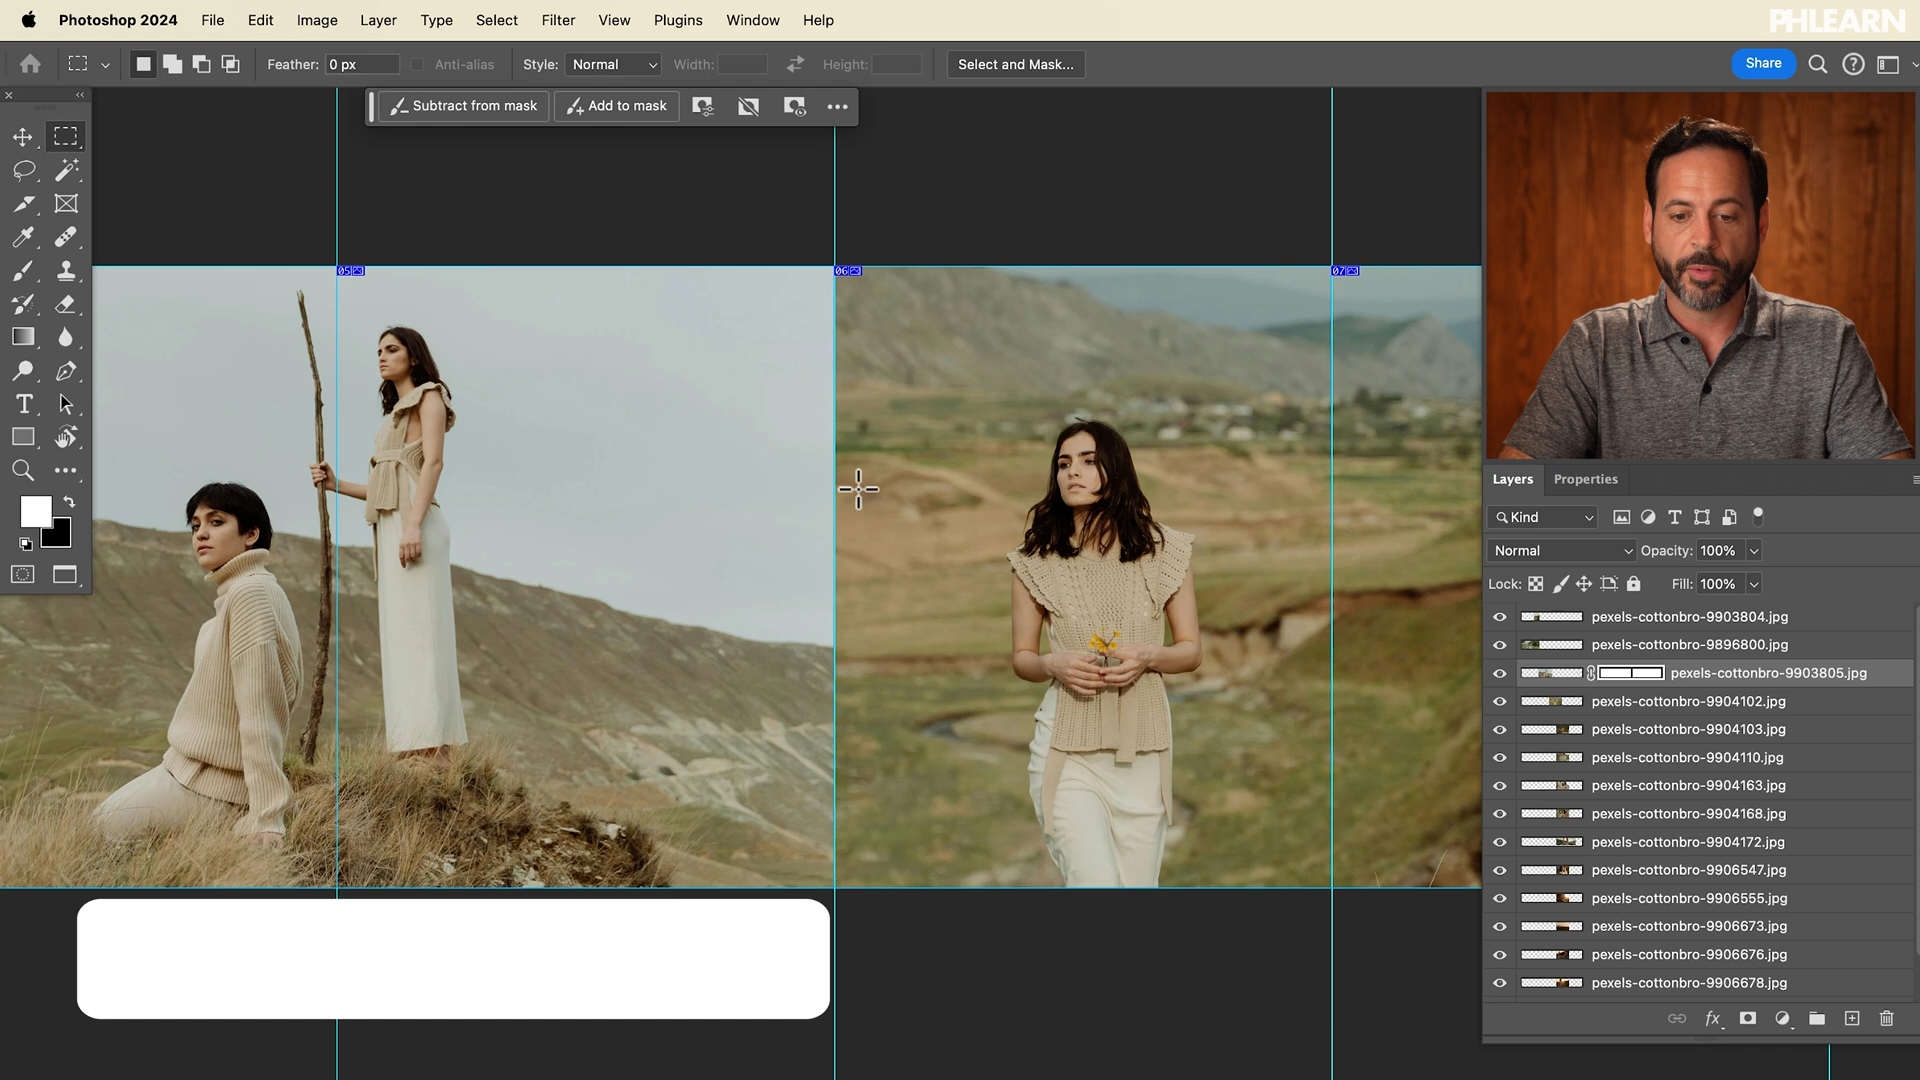 Photoshop 2024 File Edit Image Layer Type Select Filter View Plugins Window Help
PHLEARN
Feather: 0 px Anti-alias Style: Normal Width: Height: Select and Mask... Share
Subtract from mask Add to mask
05
06
07
Layers Properties
Kind
Normal Opacity: 100%
Lock: Fill: 100%
pexels-cottonbro-9903804.jpg
pexels-cottonbro-9896800.jpg
pexels-cottonbro-9903805.jpg
pexels-cottonbro-9904102.jpg
pexels-cottonbro-9904103.jpg
pexels-cottonbro-9904110.jpg
pexels-cottonbro-9904163.jpg
pexels-cottonbro-9904168.jpg
pexels-cottonbro-9904172.jpg
pexels-cottonbro-9906547.jpg
pexels-cottonbro-9906555.jpg
pexels-cottonbro-9906673.jpg
pexels-cottonbro-9906676.jpg
pexels-cottonbro-9906678.jpg
fx